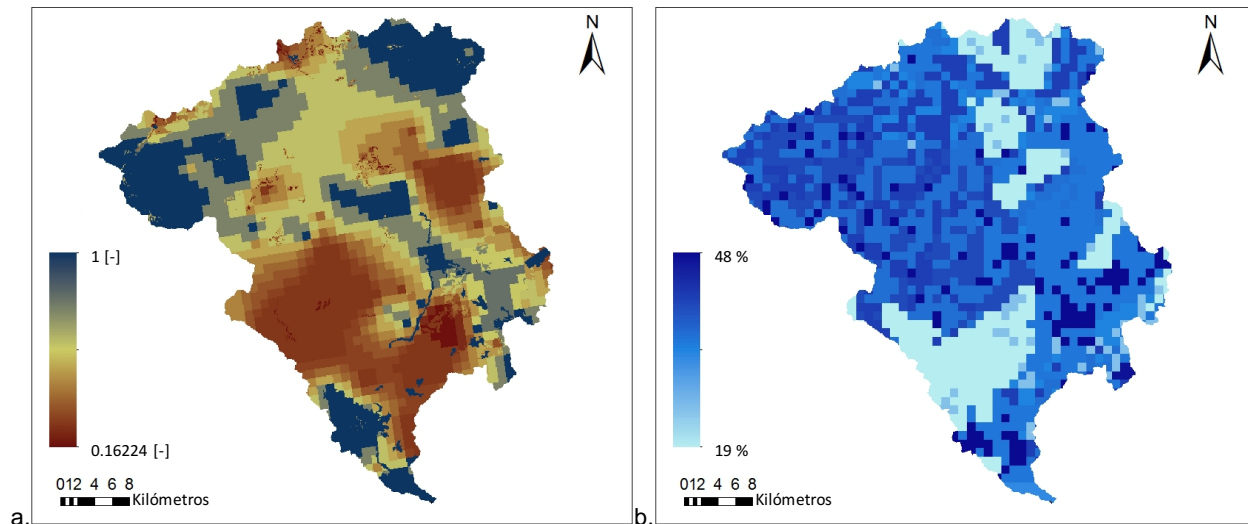 N
1 [-]
0.16224 [-]
012 4 6 8
Kilómetros
a.
N
48 %
19 %
012 4 6 8
Kilómetros
b.